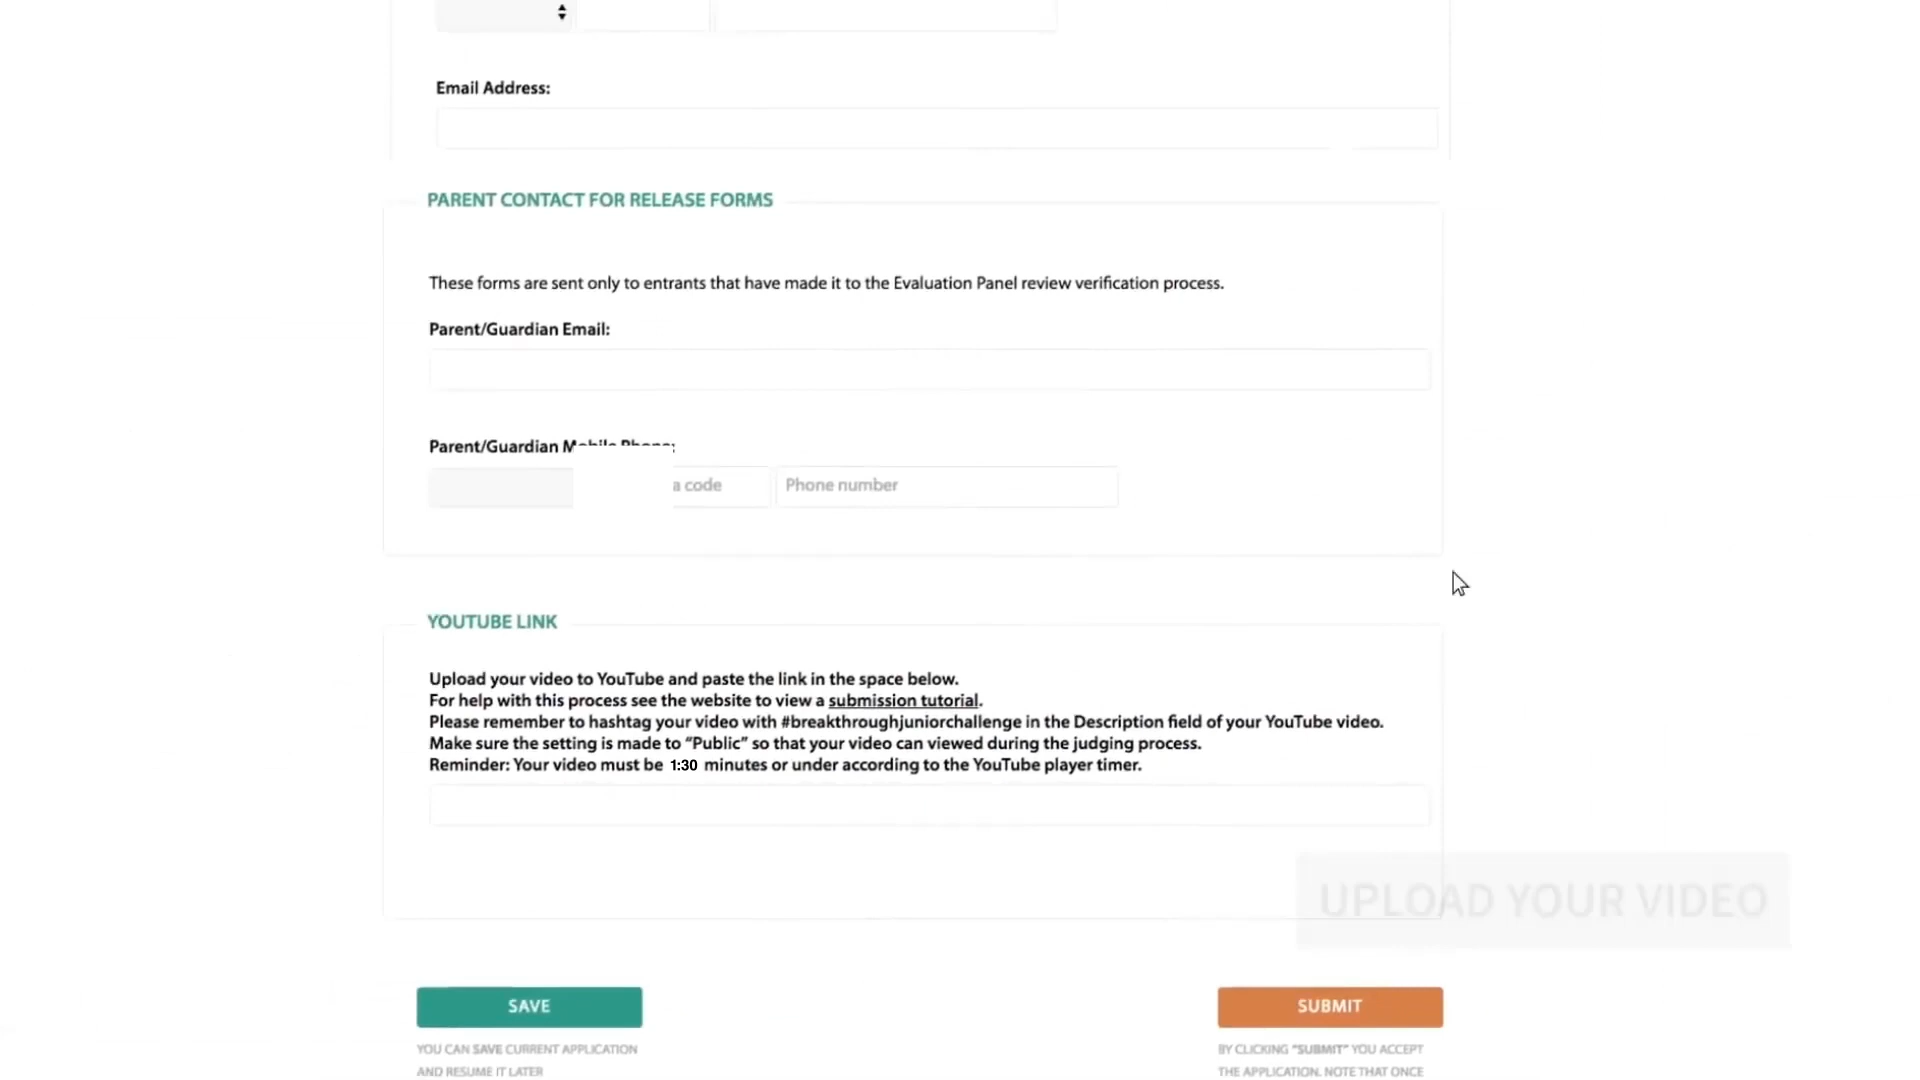 Email Address:
PARENT CONTACT FOR RELEASE FORMS
These forms are sent only to entrants that have made it to the Evaluation Panel review verification process.
Parent/Guardian Email:
Parent/Guardian Mobile Phone:
a code Phone number
YOUTUBE LINK
Upload your video to YouTube and paste the link in the space below.
For help with this process see the website to view a submission tutorial.
Please remember to hashtag your video with #breakthroughjuniorchallenge in the Description field of your YouTube video.
Make sure the setting is made to “Public” so that your video can viewed during the judging process.
Reminder: Your video must be 1:30 minutes or under according to the YouTube player timer.
UPLOAD YOUR VIDEO
SAVE SUBMIT
YOU CAN SAVE CURRENT APPLICATION BY CLICKING “SUBMIT” YOU ACCEPT
AND RESUME IT LATER THE APPLICATION. NOTE THAT ONCE